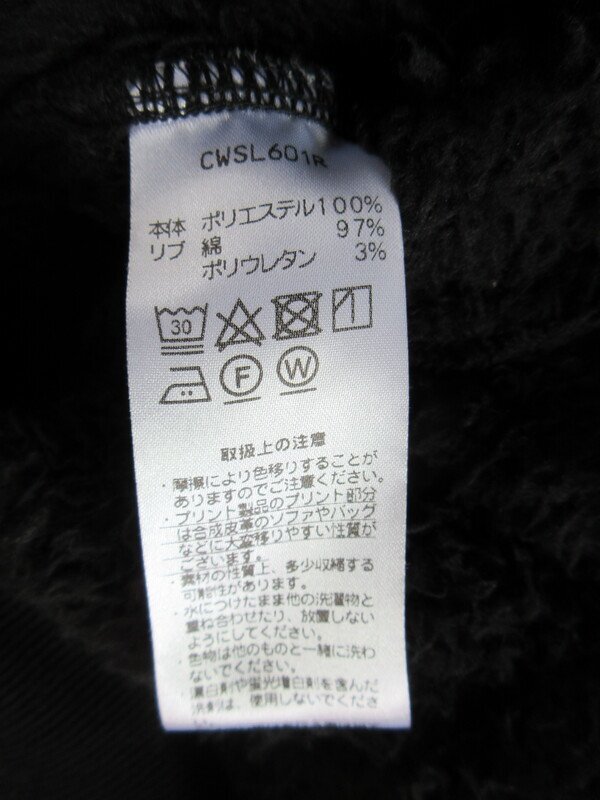 CWSL601R
本体 ポリエステル100%
リブ 綿 97%
ポリウレタン 3%
30
F W
取扱上の注意
・摩擦により色移りすることが
ありますのでご注意ください。
・プリント製品のプリント部分
は合成皮革のソファやバッグ
などに大変移りやすい性質が
ございます。
・素材の性質上、多少収縮する
可能性があります。
・水につけたまま他の洗濯物と
重ね合わせたり、放置しない
ようにしてください。
・色物は他のものと一緒に洗わ
ないでください。
・漂白剤や蛍光増白剤を含んだ
洗剤は、使用しないでくださ